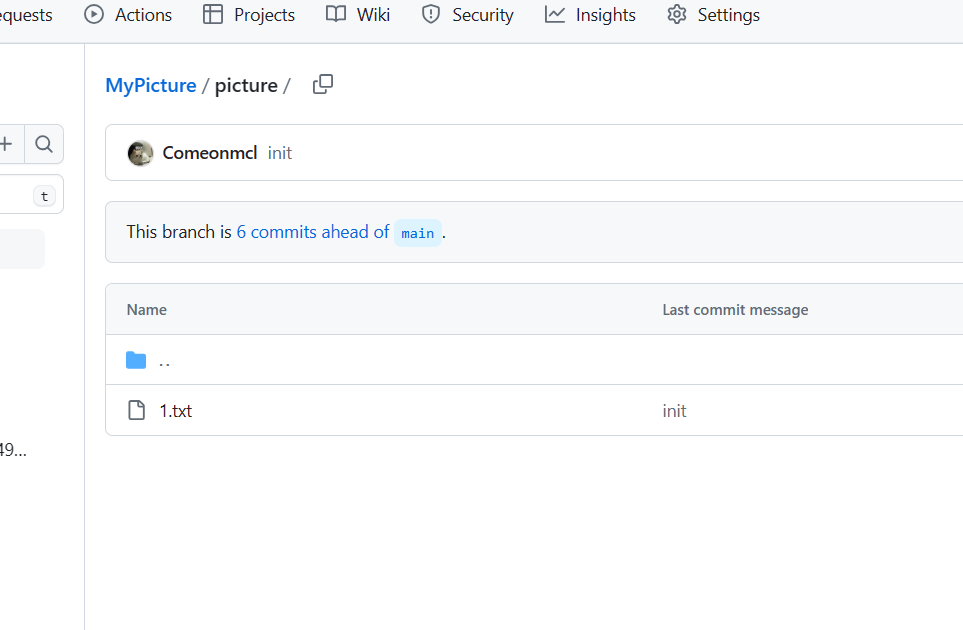 equests Actions Projects Wiki Security Insights Settings
MyPicture / picture /
Comeonmcl init
t
This branch is 6 commits ahead of main .
Name Last commit message
..
1.txt init
49...